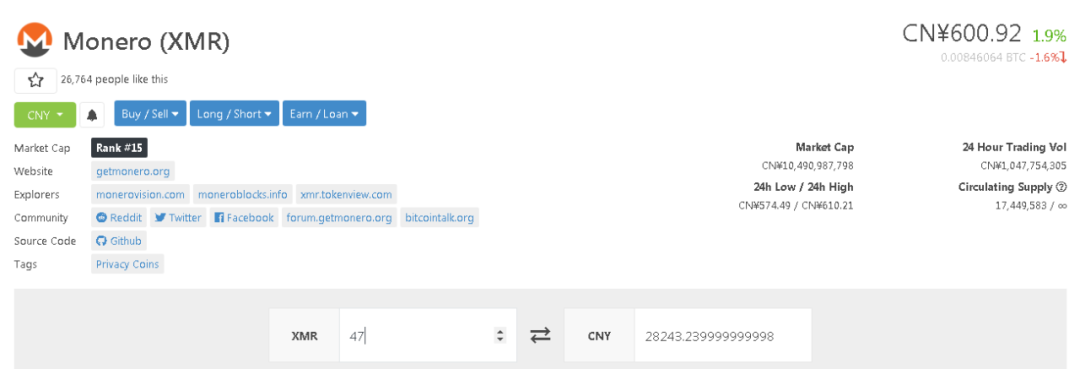 Monero (XMR)
CN¥600.92 1.9%
0.00846064 BTC -1.6%
26,764 people like this
CNY Buy / Sell Long / Short Earn / Loan
Market Cap Rank #15
Website getmonero.org
Explorers monerovision.com moneroblocks.info xmr.tokenview.com
Community Reddit Twitter Facebook forum.getmonero.org bitcointalk.org
Source Code Github
Tags Privacy Coins
Market Cap 24 Hour Trading Vol
CN¥10,490,987,798 CN¥1,047,754,305
24h Low / 24h High Circulating Supply
CN¥574.49 / CN¥610.21 17,449,583 / ∞
XMR 47 CNY 28243.239999999998